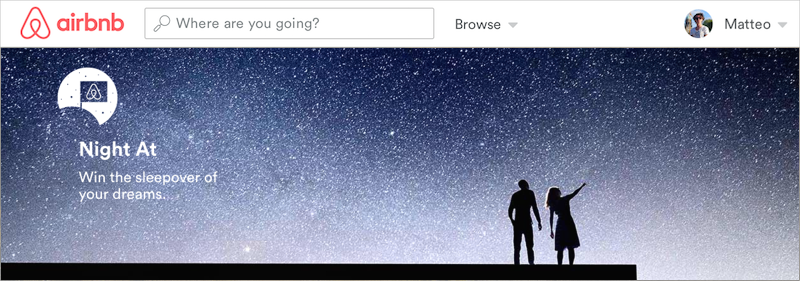 airbnb
Where are you going?
Browse
Matteo
Night At
Win the sleepover of
your dreams.